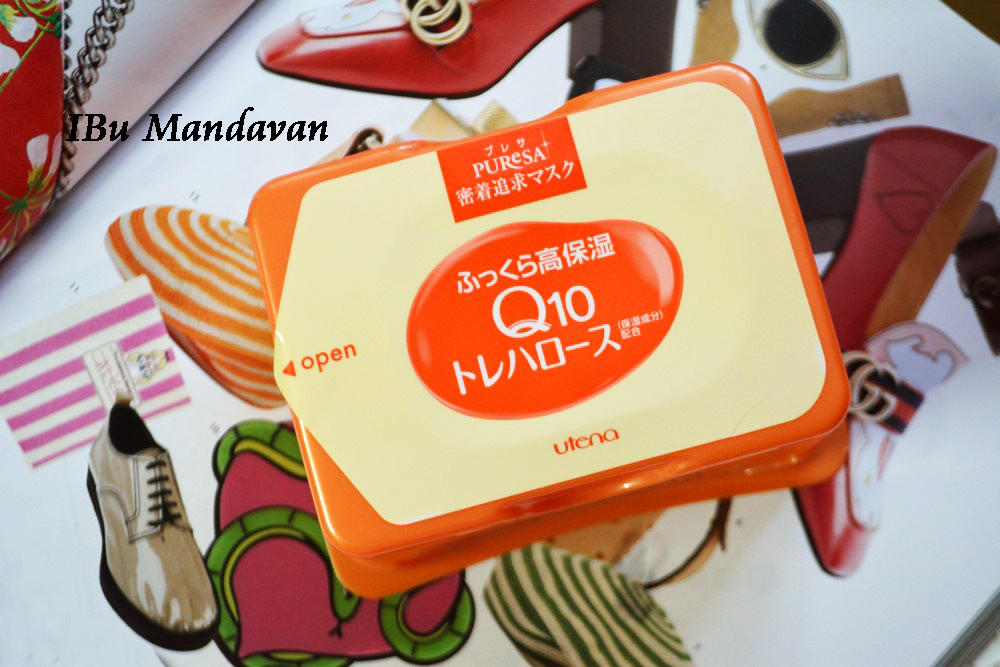 IBu Mandavan
プレサ
PUReSA
密着追求マスク
ふっくら高保湿
Q10
トレハロース
(保湿成分)
配合
open
utena